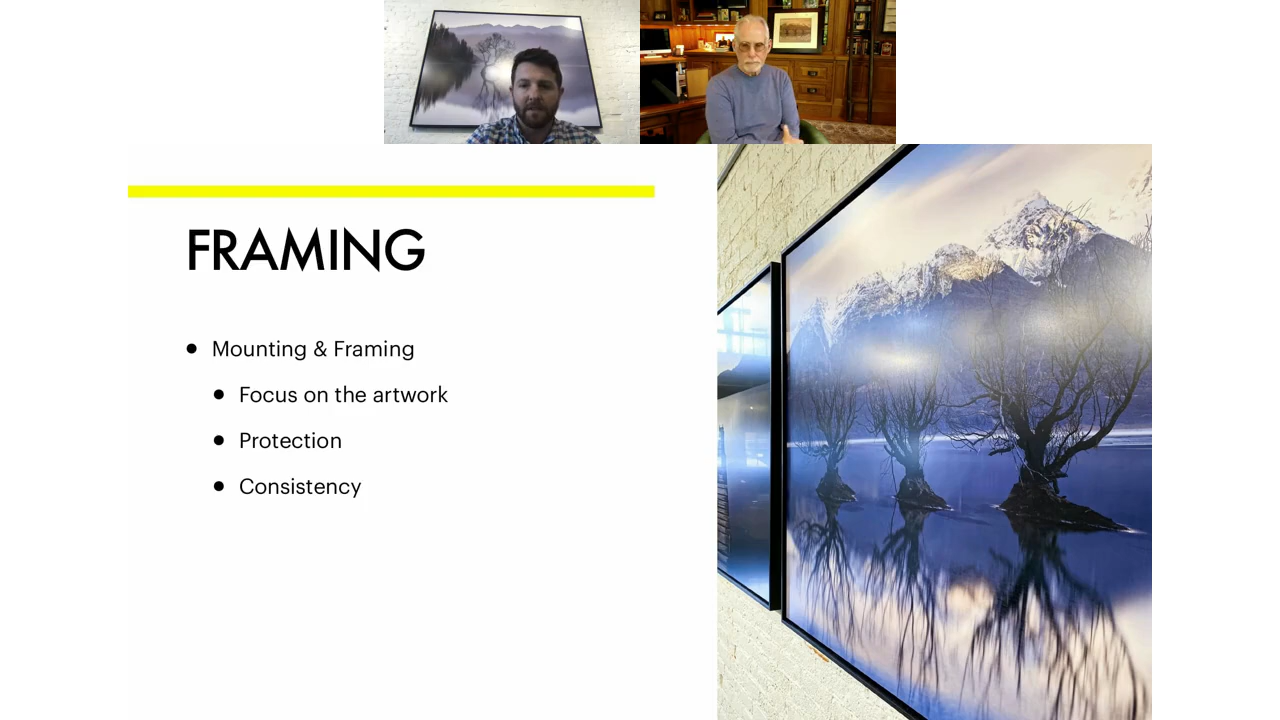 FRAMING
Mounting & Framing
Focus on the artwork
Protection
Consistency